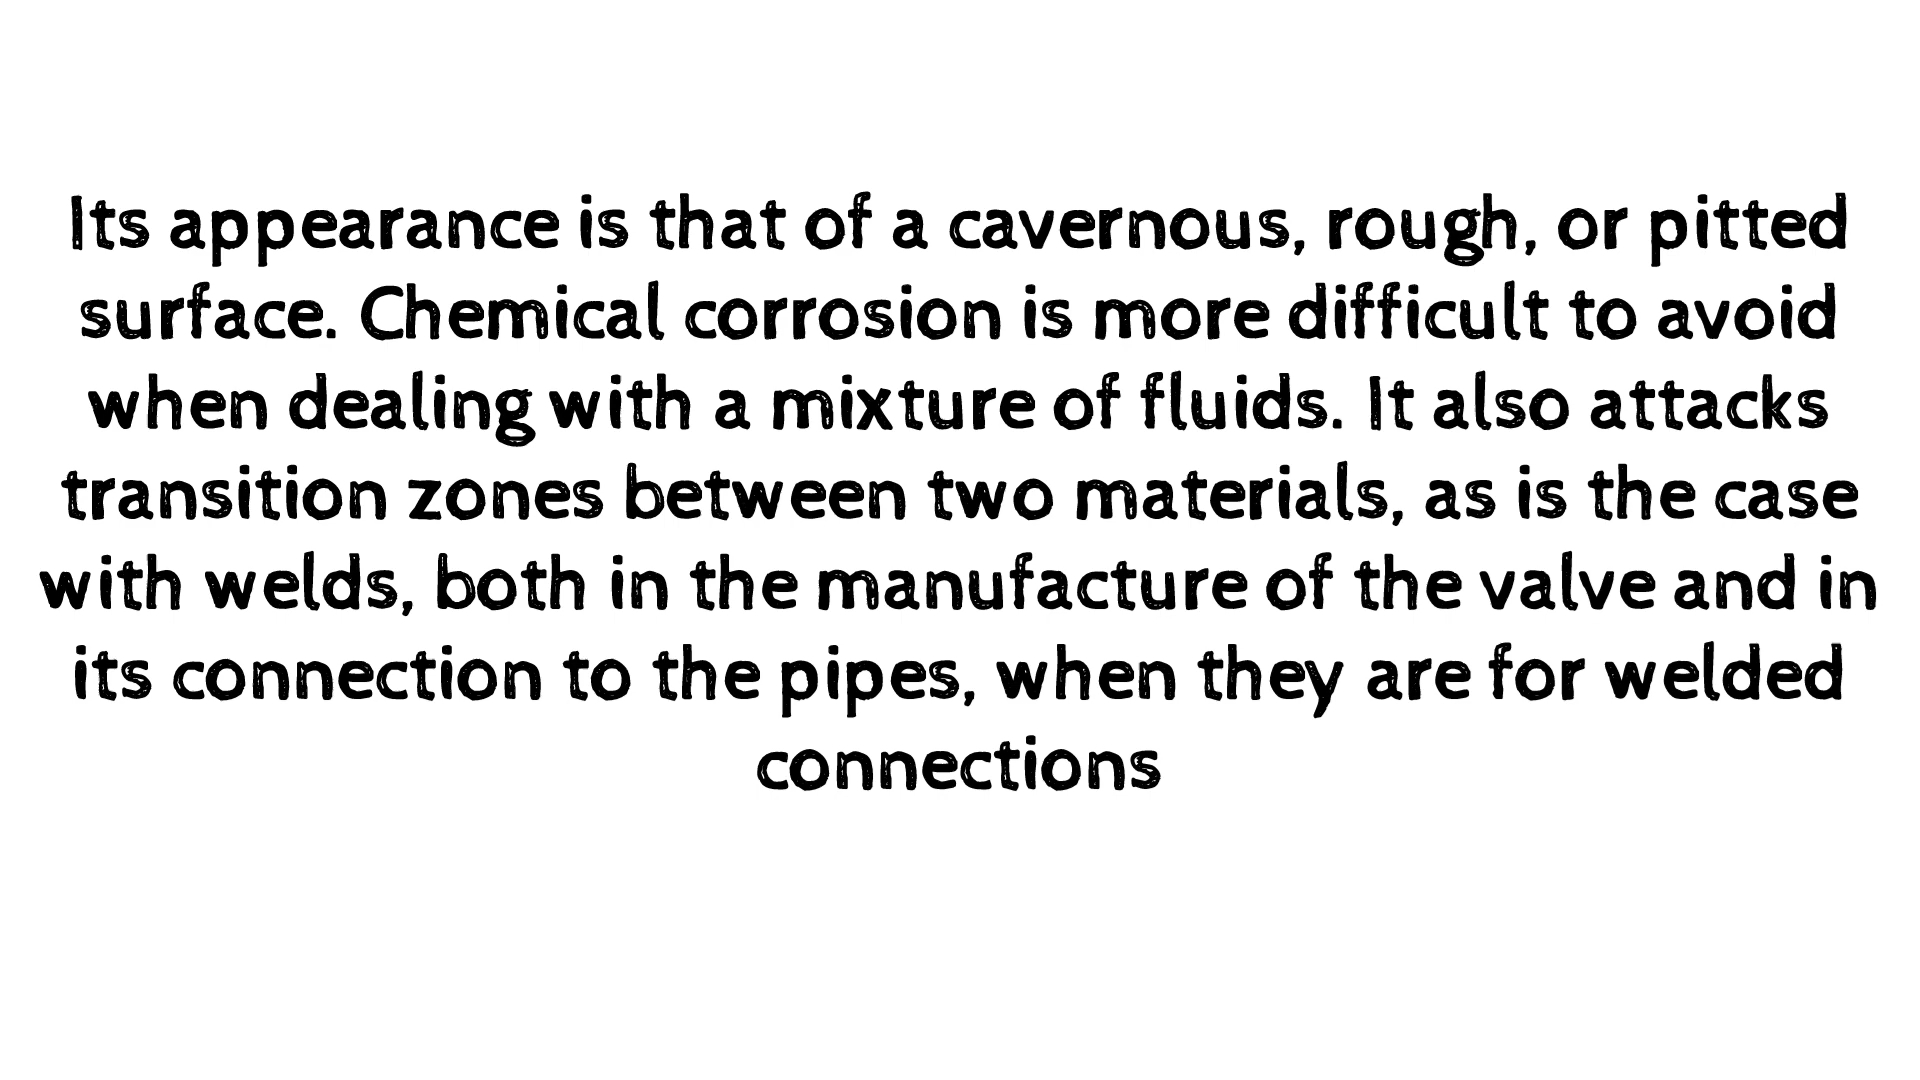 Its appearance is that of a cavernous, rough, or pitted
surface. Chemical corrosion is more difficult to avoid
when dealing with a mixture of fluids. It also attacks
transition zones between two materials, as is the case
with welds, both in the manufacture of the valve and in
its connection to the pipes, when they are for welded
connections